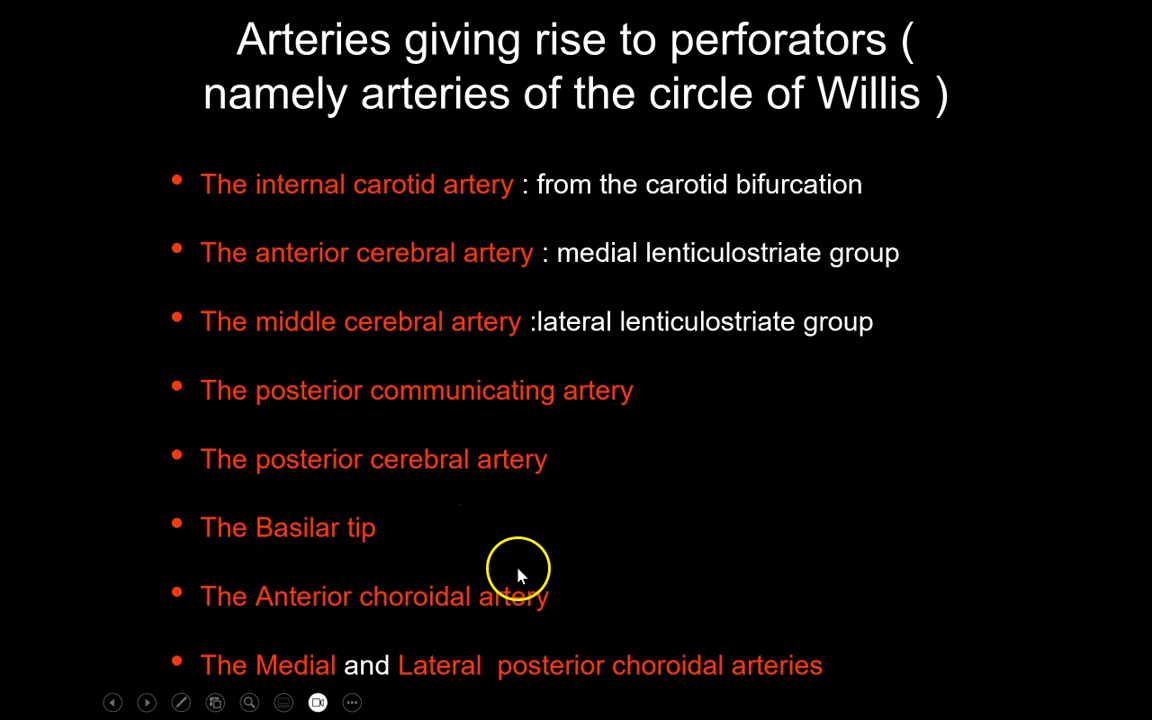 Arteries giving rise to perforators (
namely arteries of the circle of Willis )
• The internal carotid artery : from the carotid bifurcation
• The anterior cerebral artery : medial lenticulostriate group
• The middle cerebral artery :lateral lenticulostriate group
• The posterior communicating artery
• The posterior cerebral artery
• The Basilar tip
• The Anterior choroidal artery
• The Medial and Lateral  posterior choroidal arteries